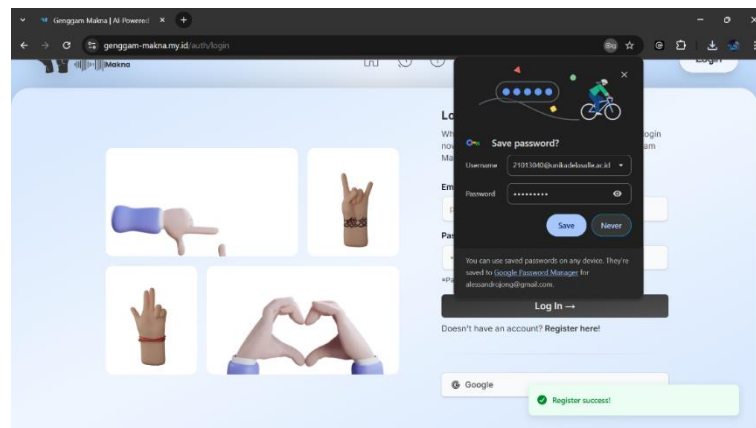 Genggam Makna | AI-Powered
genggam-makna.my.id/auth/login
Makna
Login
Save password?
Username
21013040@unikadelasalle.ac.id
Password
•••••••••
Save
Never
You can use saved passwords on any device. They're
saved to Google Password Manager for
alessandrojong@gmail.com.
Log In →
Doesn't have an account? Register here!
Google
Register success!